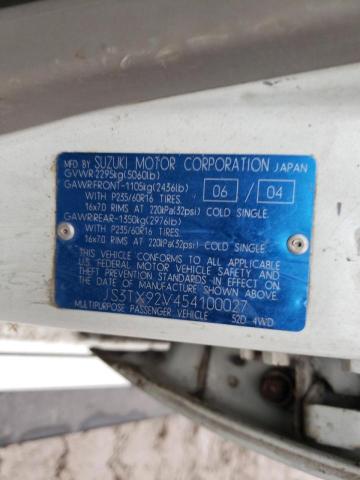 MFD BY SUZUKI MOTOR CORPORATION JAPAN
GVWR 2295kg(5060lb)
GAWR FRONT-1105kg(2436lb) 06 / 04
WITH P235/60R16 TIRES.
16x7.0 RIMS AT 220kPa(32psi) COLD SINGLE.
GAWR REAR-1350kg(2976lb)
WITH P235/60R16 TIRES.
16x7.0 RIMS AT 220kPa(32psi) COLD SINGLE.
THIS VEHICLE CONFORMS TO ALL APPLICABLE
U.S. FEDERAL MOTOR VEHICLE SAFETY AND
THEFT PREVENTION STANDARDS IN EFFECT ON
THE DATE OF MANUFACTURE SHOWN ABOVE.
JS3TX92V454100027
MULTIPURPOSE PASSENGER VEHICLE 52D 4WD